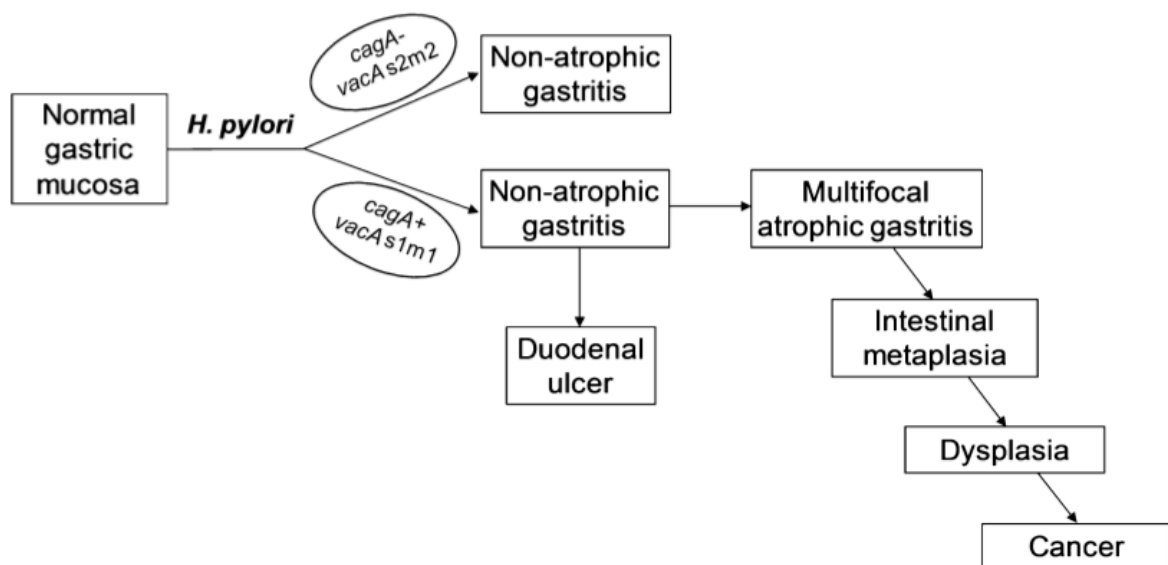 cagA-
vacA s2m2
Non-atrophic
gastritis
Normal
gastric
mucosa
H. pylori
cagA+
vacA s1m1
Non-atrophic
gastritis
Multifocal
atrophic gastritis
Duodenal
ulcer
Intestinal
metaplasia
Dysplasia
Cancer